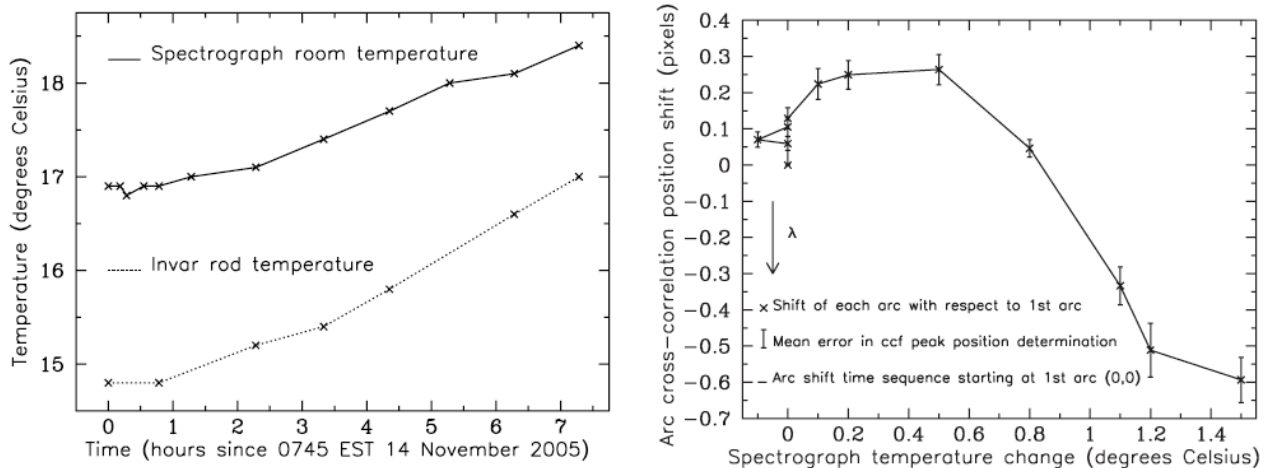 Temperature (degrees Celsius)
18
17
16
15
Spectrograph room temperature
Invar rod temperature
0 1 2 3 4 5 6 7
Time (hours since 0745 EST 14 November 2005)
Arc cross-correlation position shift (pixels)
0.4
0.3
0.2
0.1
0
-0.1
-0.2
-0.3
-0.4
-0.5
-0.6
-0.7
λ
Shift of each arc with respect to 1st arc
Mean error in ccf peak position determination
Arc shift time sequence starting at 1st arc (0,0)
0 0.2 0.4 0.6 0.8 1 1.2 1.4
Spectrograph temperature change (degrees Celsius)